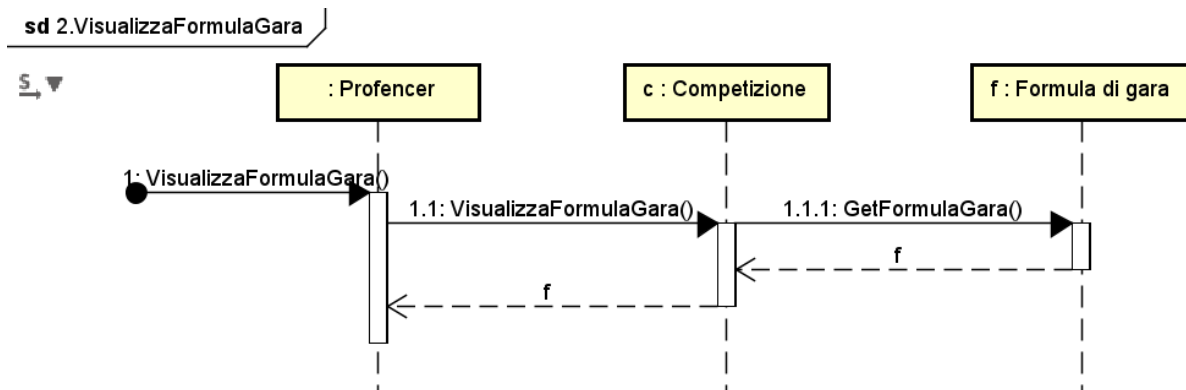 sd 2.VisualizzaFormulaGara
S
: Profencer
c : Competizione
f : Formula di gara
1: VisualizzaFormulaGara()
1.1: VisualizzaFormulaGara()
1.1.1: GetFormulaGara()
f
f